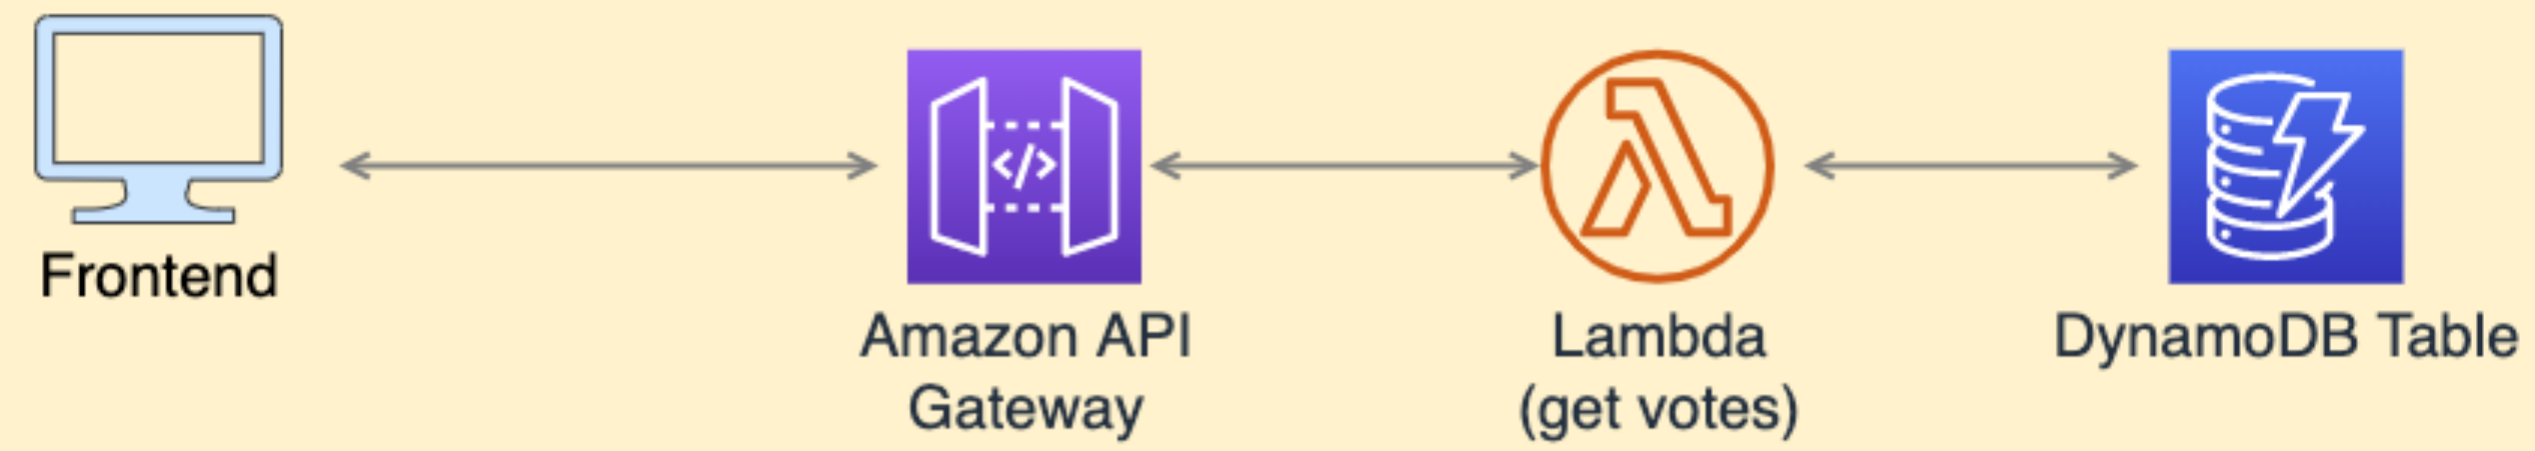 Frontend
Amazon API
Gateway
Lambda
(get votes)
DynamoDB Table